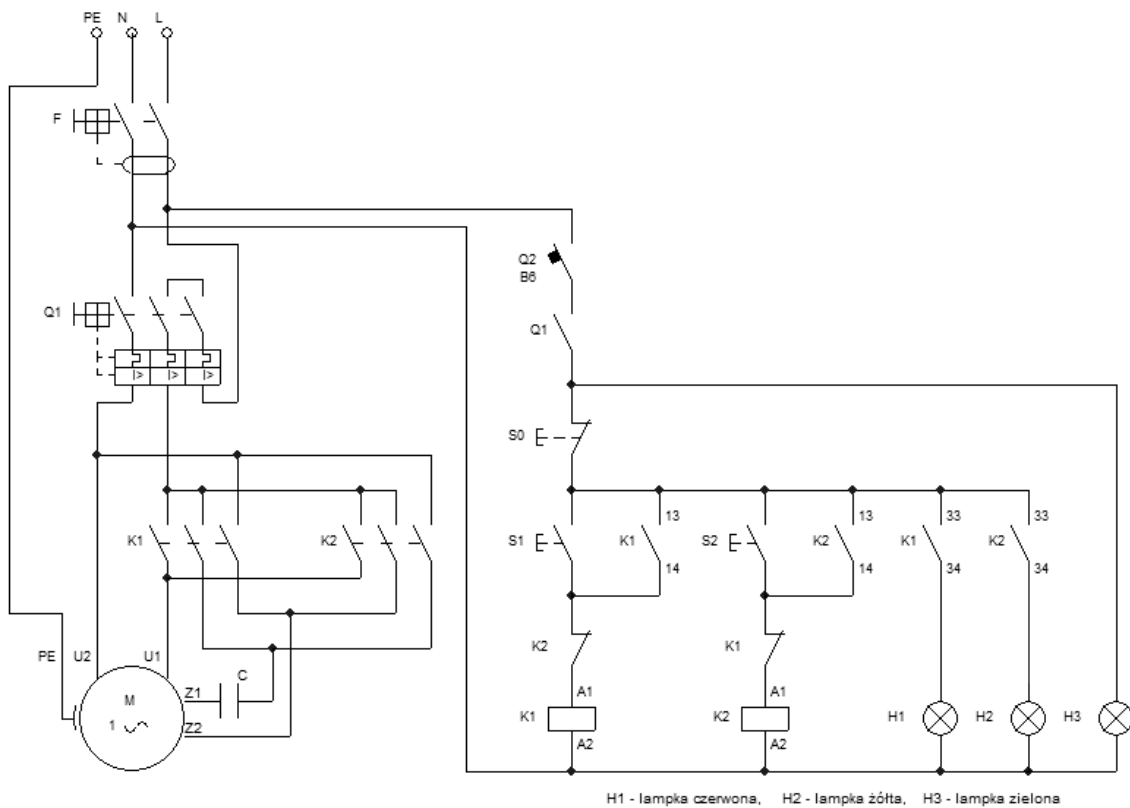 PE N L
F
Q2
B6
Q1
Q1
I> I> I>
S0
13 13 33 33
K1 K2 S1 K1 S2 K2 K1 K2
14 14 34 34
PE U2 U1 K2 K1
C
M Z1 A1 A1
1 K1 K2 H1 H2 H3
Z2 A2 A2
H1 - lampka czerwona, H2 - lampka żółta, H3 - lampka zielona